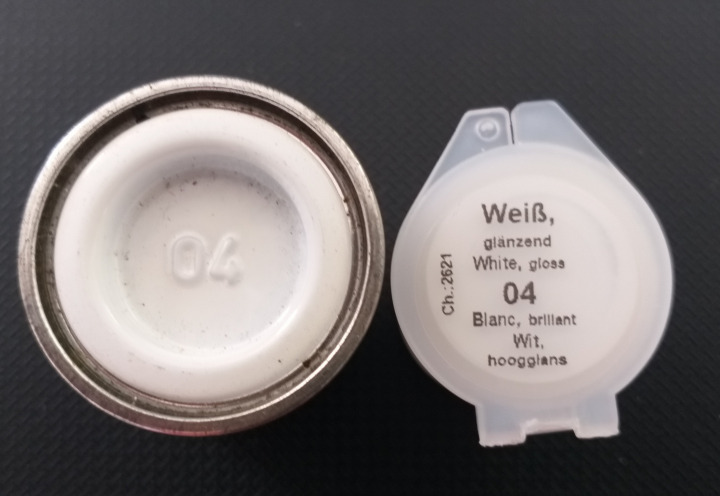 04
Weiß,
glänzend
White, gloss
04
Blanc, brillant
Wit,
hoogglans
Ch.:2621